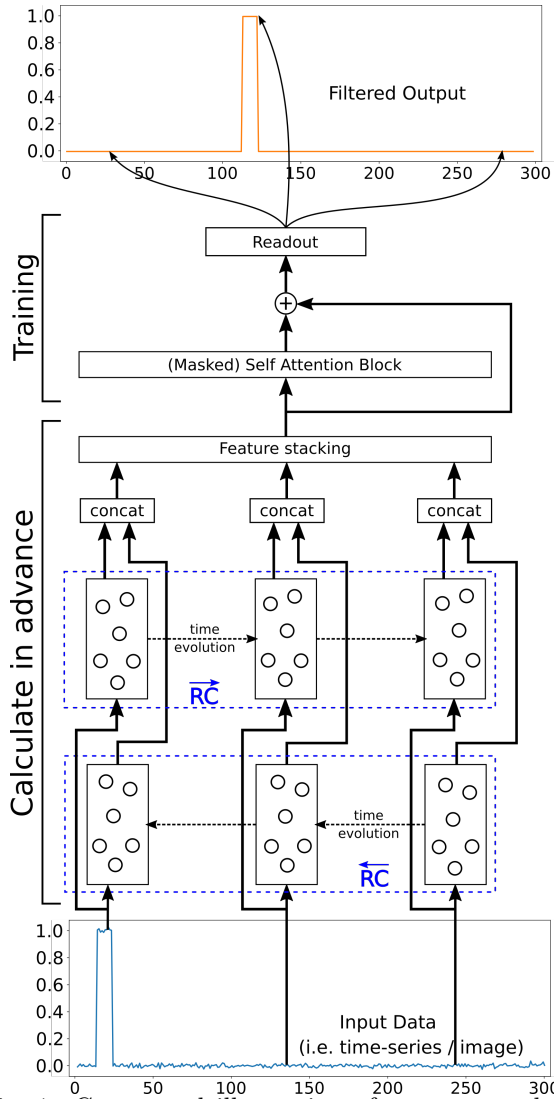 1.0
0.8
0.6
0.4
0.2
0.0
Filtered Output
0 50 100 150 200 250 300
Training
Readout
+
(Masked) Self Attention Block
Calculate in advance
Feature stacking
concat concat concat
time
evolution
RC
time
evolution
RC
1.0
0.8
0.6
0.4
0.2
0.0
Input Data
(i.e. time-series / image)
0 50 100 150 200 250 300